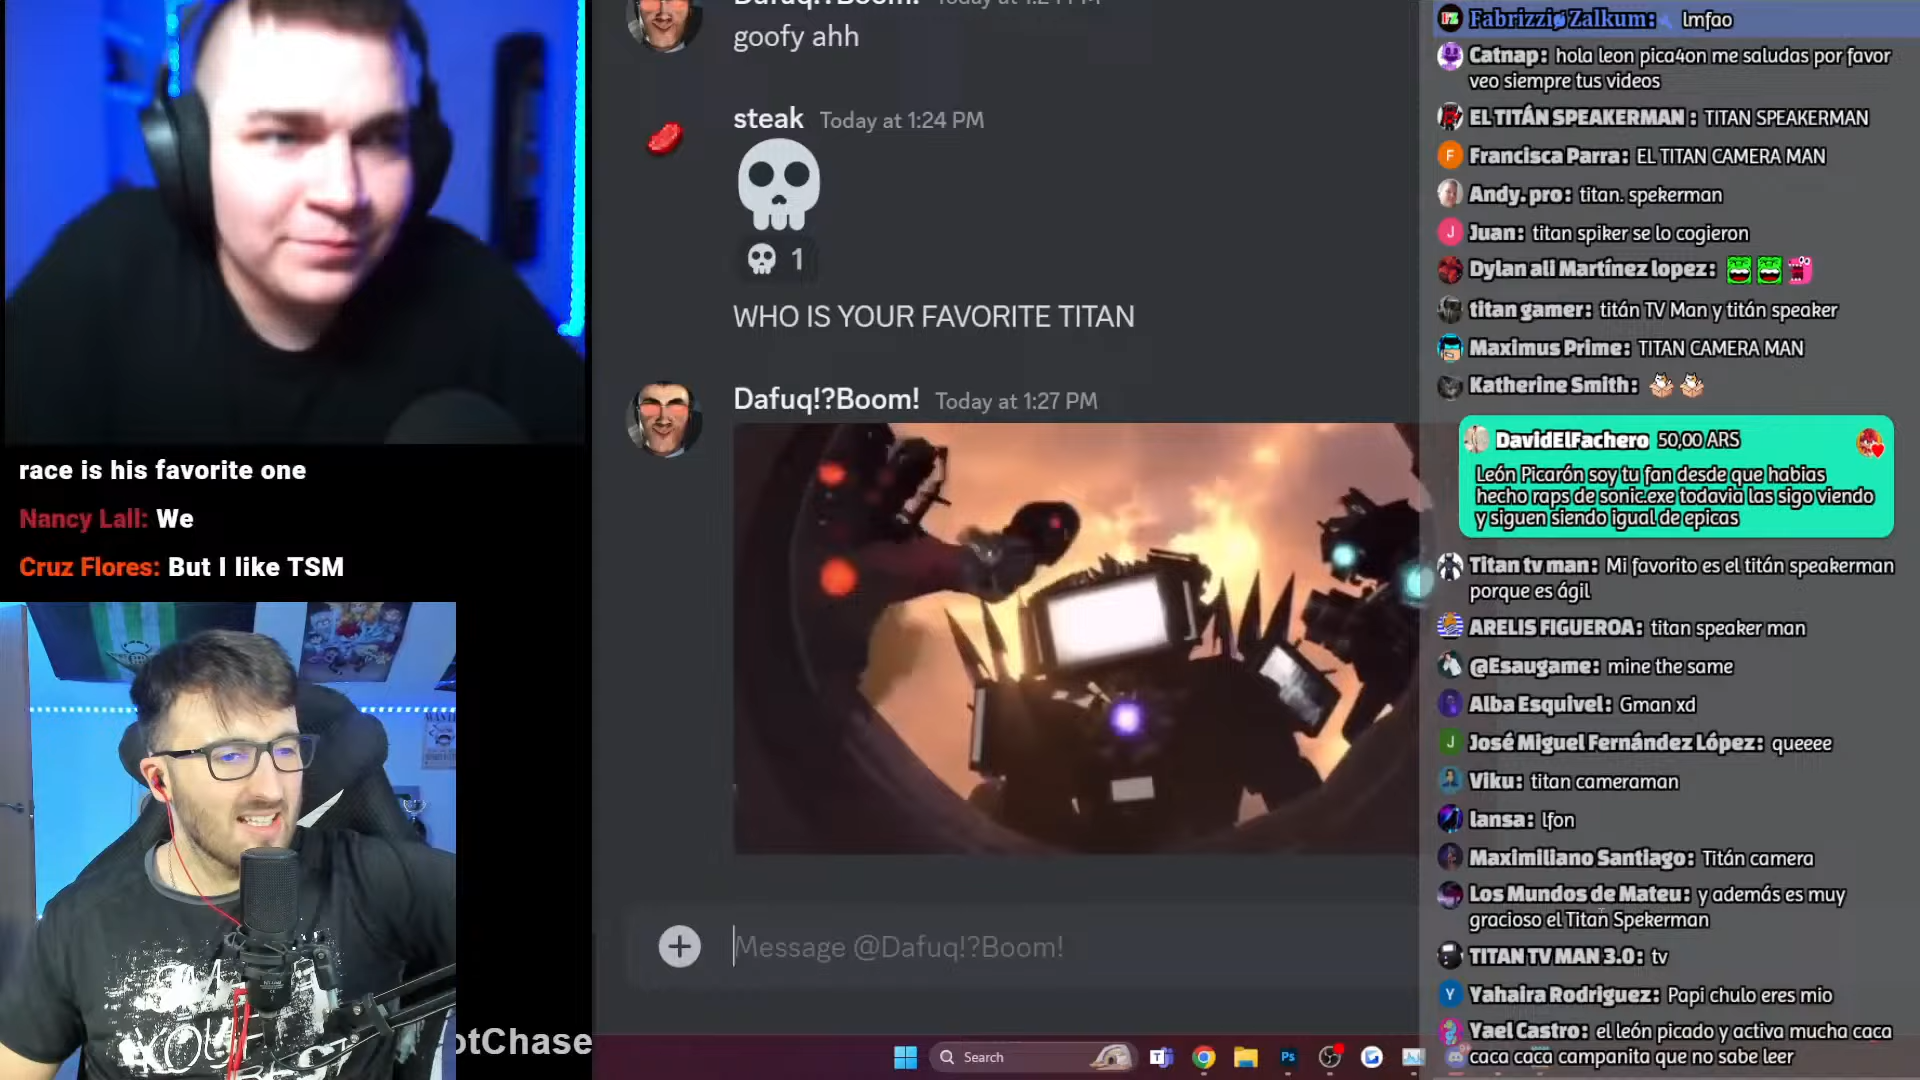 Dafuq!?Boom! Today at 1:24 PM
goofy ahh
steak Today at 1:24 PM
1
WHO IS YOUR FAVORITE TITAN
Dafuq!?Boom! Today at 1:27 PM
Message @Dafuq!?Boom!
race is his favorite one
Nancy Lall: We
Cruz Flores: But I like TSM
otChase
Search
Ps
Fabrizzio Zalkum: lmfao
Catnap: hola leon pica4on me saludas por favor
veo siempre tus videos
EL TITÁN SPEAKERMAN : TITAN SPEAKERMAN
F
Francisca Parra: EL TITAN CAMERA MAN
Andy. pro: titan. spekerman
J
Juan: titan spiker se lo cogieron
Dylan ali Martínez lopez:
titan gamer: titán TV Man y titán speaker
Maximus Prime: TITAN CAMERA MAN
Katherine Smith:
DavidElFachero 50,00 ARS
León Picarón soy tu fan desde que habias
hecho raps de sonic.exe todavia las sigo viendo
y siguen siendo igual de epicas
Titan tv man: Mi favorito es el titán speakerman
porque es ágil
ARELIS FIGUEROA: titan speaker man
@Esaugame: mine the same
Alba Esquivel: Gman xd
J
José Miguel Fernández López: queeee
Viku: titan cameraman
lansa: lfon
Maximiliano Santiago: Titán camera
Los Mundos de Mateu: y además es muy
gracioso el Titan Spekerman
TITAN TV MAN 3.0: tv
Y
Yahaira Rodriguez: Papi chulo eres mio
Yael Castro: el león picado y activa mucha caca
caca caca campanita que no sabe leer